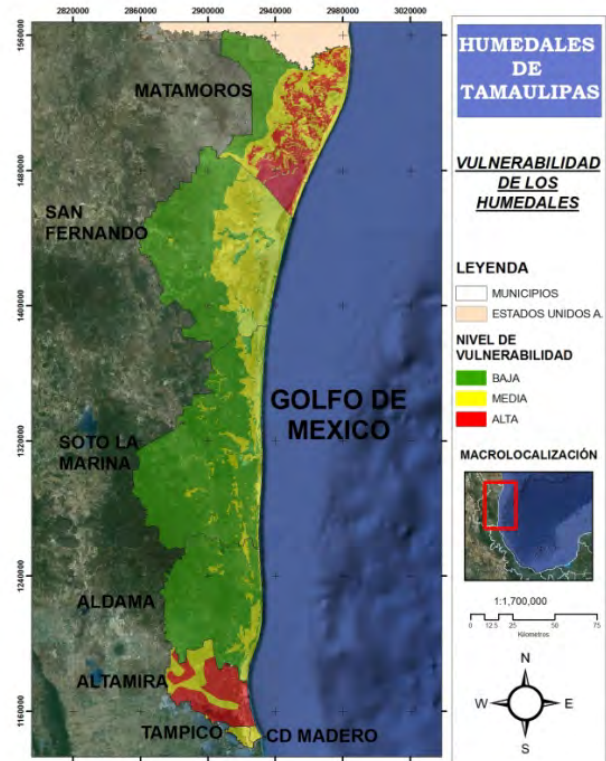 2820000 2860000 2900000 2940000 2980000 3020000
1560000
1480000
1400000
1320000
1240000
1160000
MATAMOROS
SAN
FERNANDO
SOTO LA
MARINA
ALDAMA
ALTAMIRA
TAMPICO
CD MADERO
GOLFO DE
MEXICO
HUMEDALES
DE
TAMAULIPAS
VULNERABILIDAD
DE LOS
HUMEDALES
LEYENDA
MUNICIPIOS
ESTADOS UNIDOS A.
NIVEL DE
VULNERABILIDAD
BAJA
MEDIA
ALTA
MACROLOCALIZACIÓN
1:1,700,000
0 12.5 25 50 75
Kilometros
N
W E
S